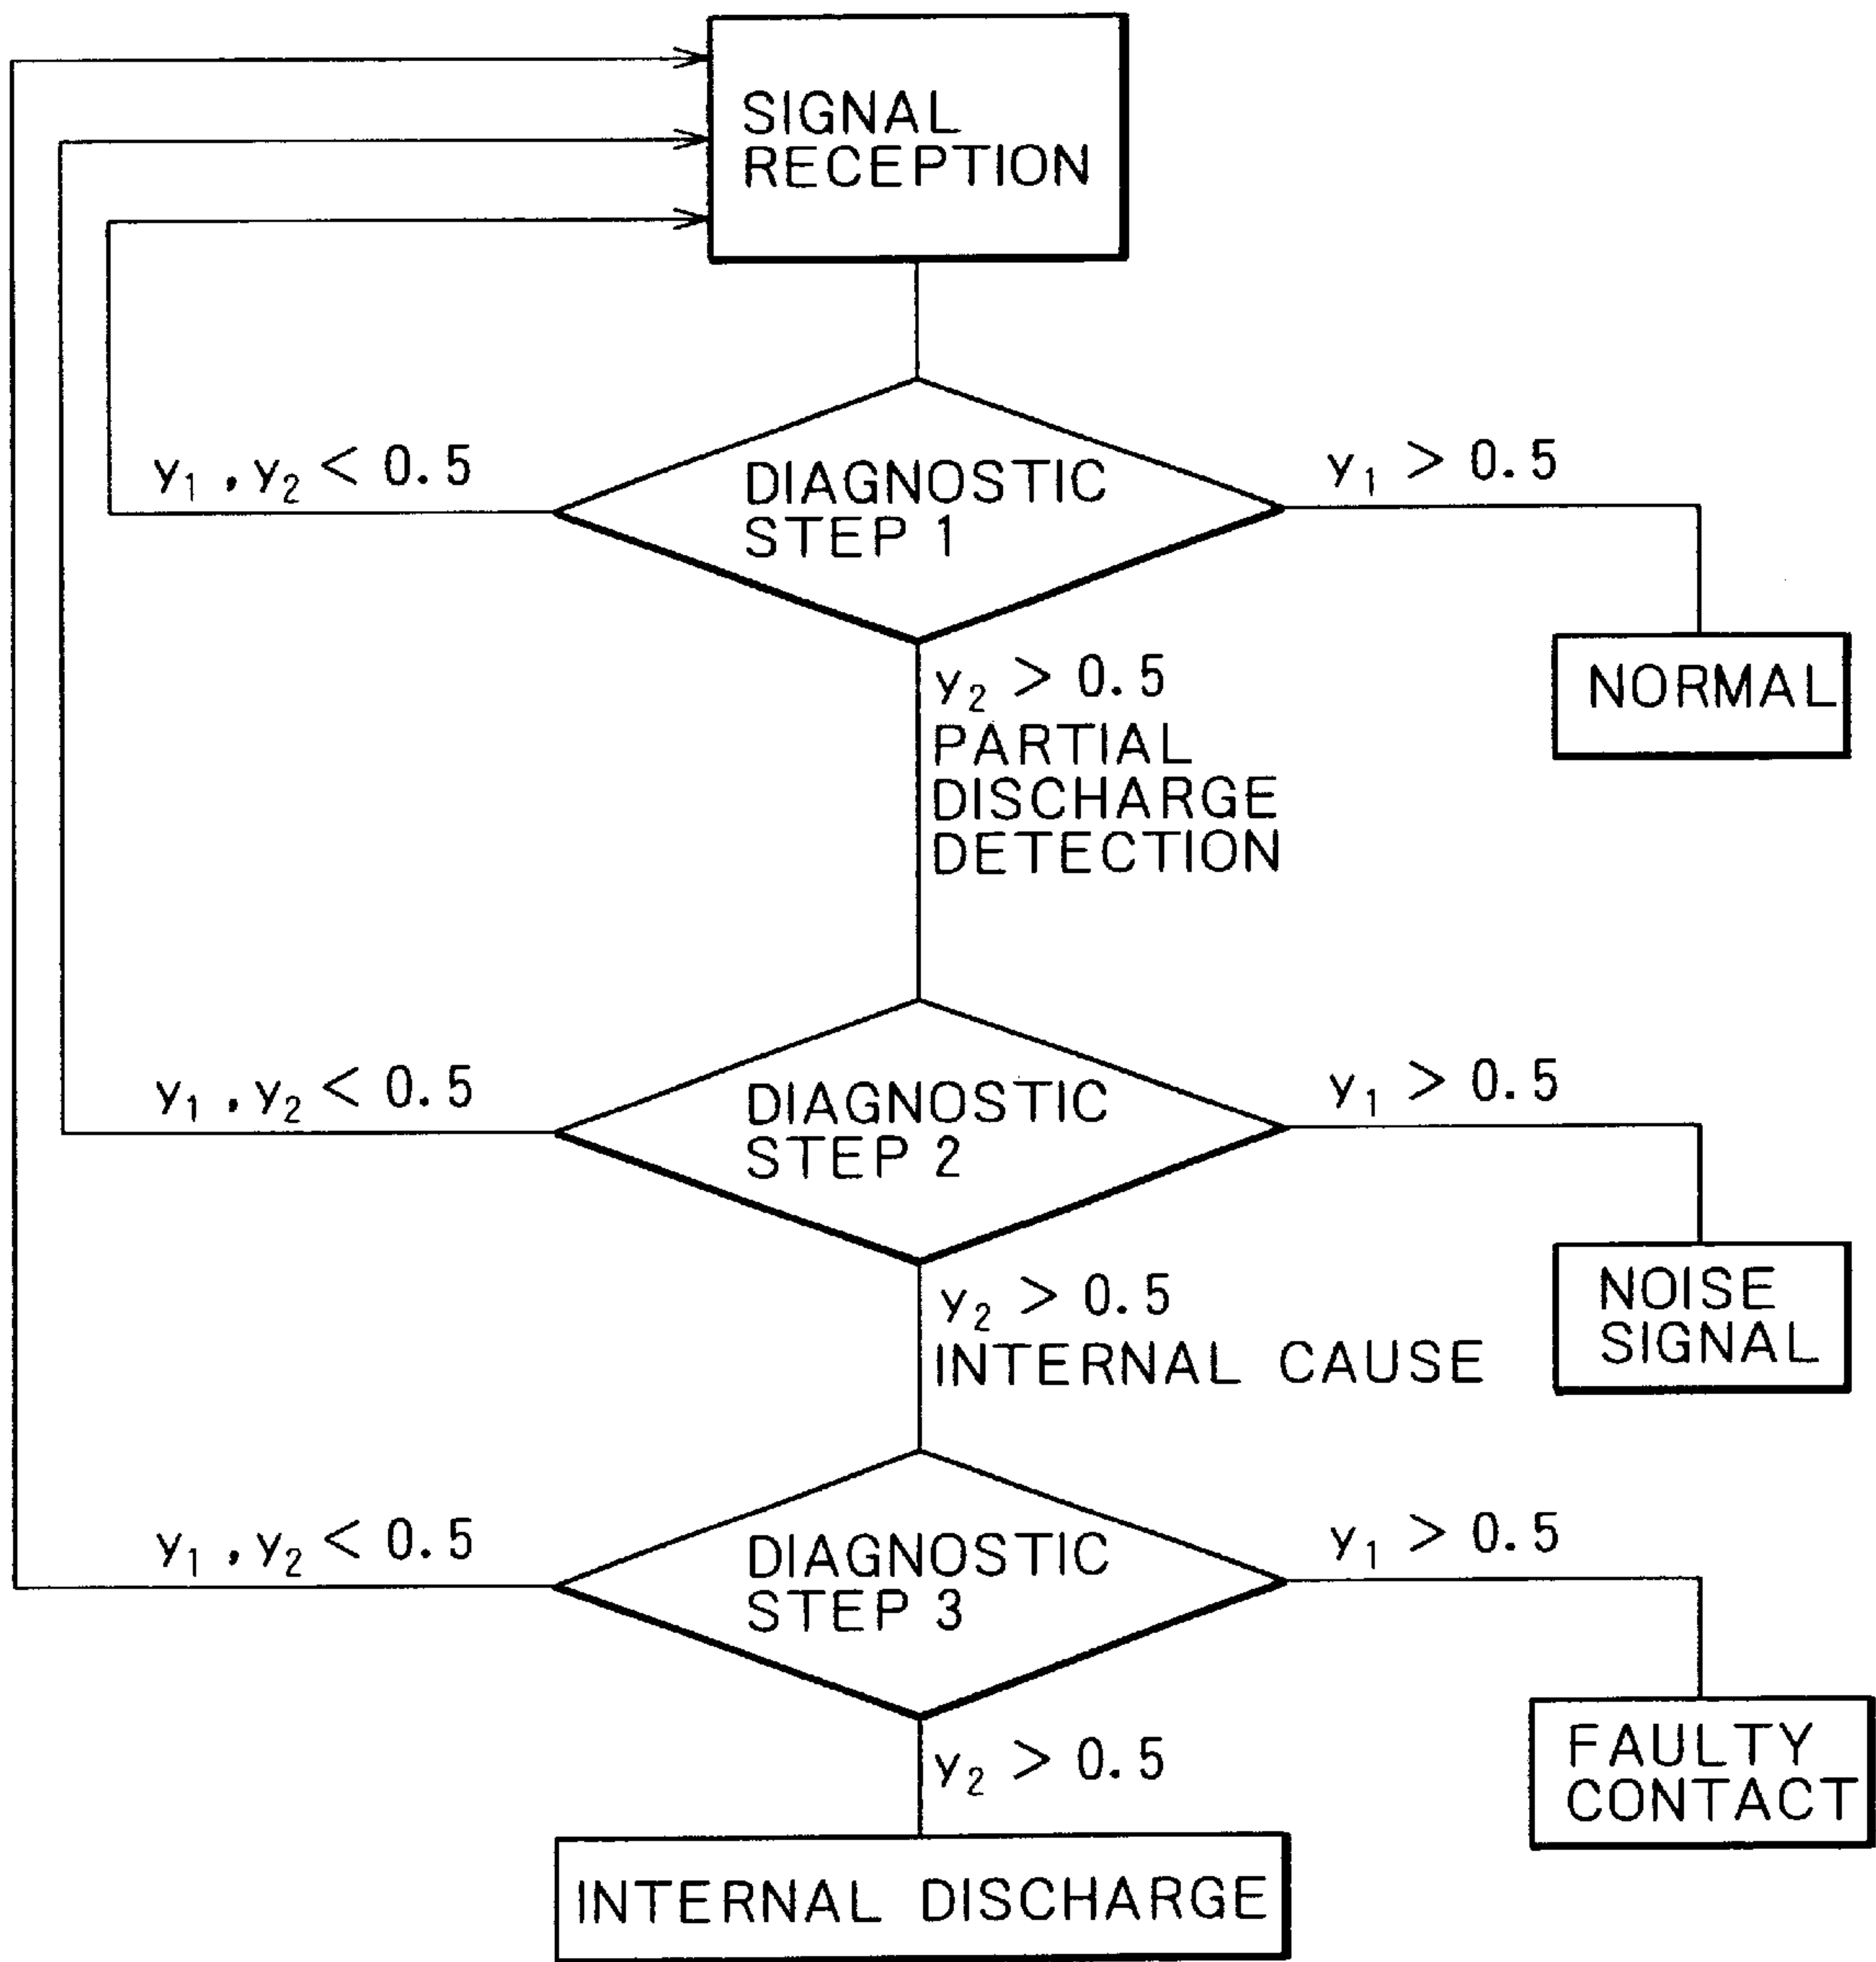 SIGNAL
RECEPTION
y₁ , y₂ < 0.5
DIAGNOSTIC
STEP 1
y₁ > 0.5
NORMAL
y₂ > 0.5
PARTIAL
DISCHARGE
DETECTION
y₁ , y₂ < 0.5
DIAGNOSTIC
STEP 2
y₁ > 0.5
NOISE
SIGNAL
y₂ > 0.5
INTERNAL CAUSE
y₁ , y₂ < 0.5
DIAGNOSTIC
STEP 3
y₁ > 0.5
FAULTY
CONTACT
y₂ > 0.5
INTERNAL DISCHARGE